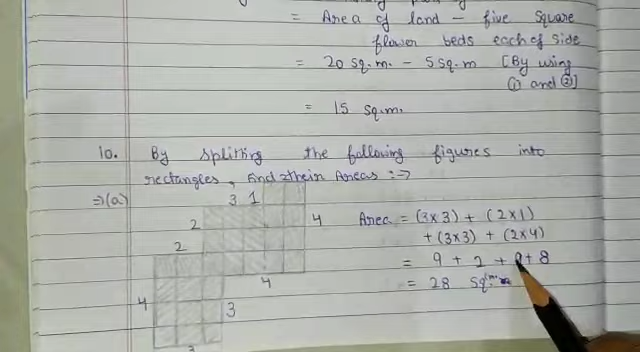 = Area of land - five square
flower beds each of side
= 20 sq.m. - 5 sq.m [By using
① and ②]
= 15 sq.m.
10. By splitting the following figures into
rectangles, find their Areas :→
⇒(a)
3 1
2
4
2
4
4
3
Area = (3×3) + (2×1)
+ (3×3) + (2×4)
= 9 + 2 + 9 + 8
= 28 sq.